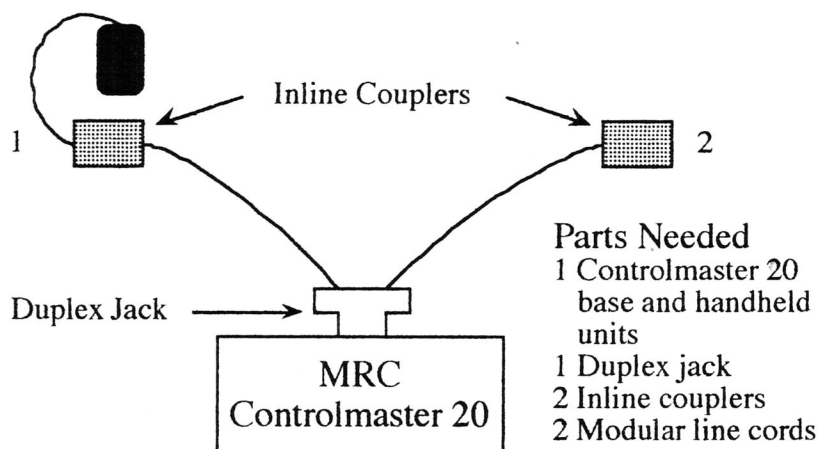 Inline Couplers
1
2
Duplex Jack
MRC
Controlmaster 20
Parts Needed
1 Controlmaster 20
base and handheld
units
1 Duplex jack
2 Inline couplers
2 Modular line cords